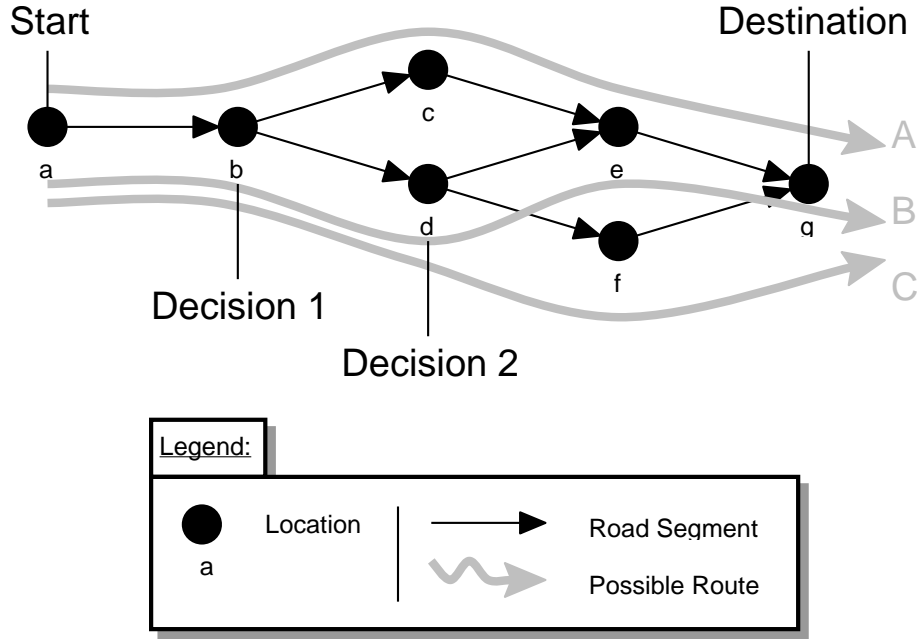 Start
Destination
A
B
C
a
b
c
d
e
f
g
Decision 1
Decision 2
Legend:
Location
a
Road Segment
Possible Route